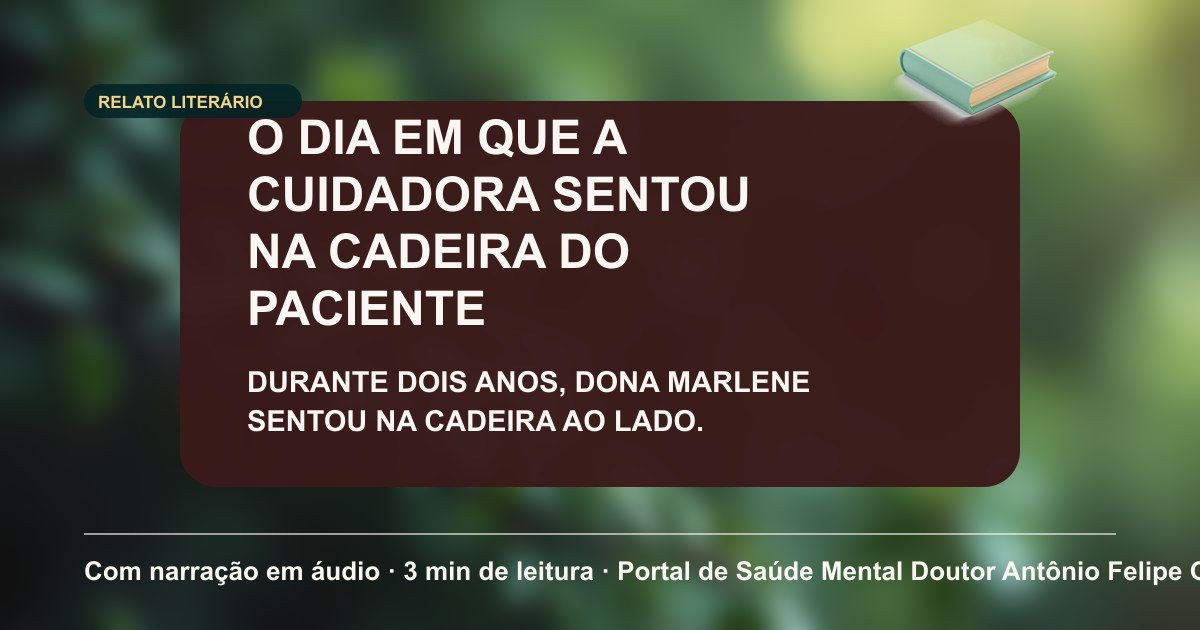 RELATO LITERÁRIO
O DIA EM QUE A
CUIDADORA SENTOU
NA CADEIRA DO
PACIENTE
DURANTE DOIS ANOS, DONA MARLENE
SENTOU NA CADEIRA AO LADO.
Com narração em áudio · 3 min de leitura · Portal de Saúde Mental Doutor Antônio Felipe